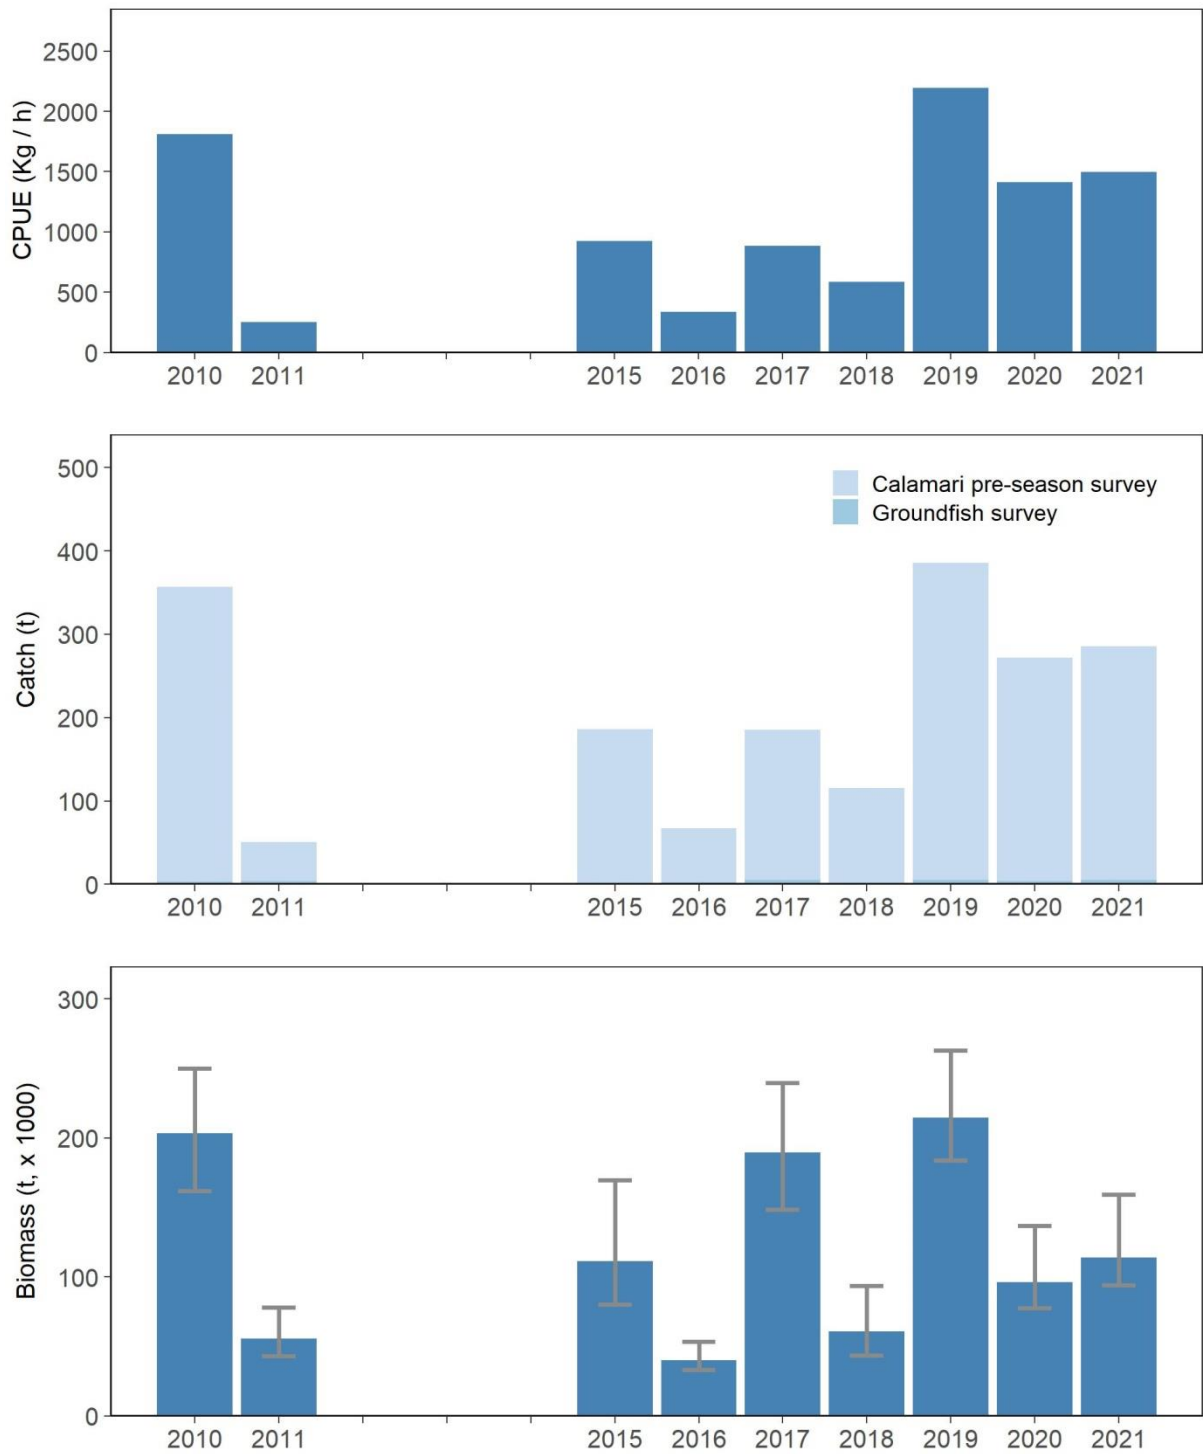 CPUE (Kg / h)
2500
2000
1500
1000
500
0
2010 2011 2015 2016 2017 2018 2019 2020 2021
Catch (t)
500
400
300
200
100
0
Calamari pre-season survey
Groundfish survey
2010 2011 2015 2016 2017 2018 2019 2020 2021
Biomass (t, x 1000)
300
200
100
0
2010 2011 2015 2016 2017 2018 2019 2020 2021